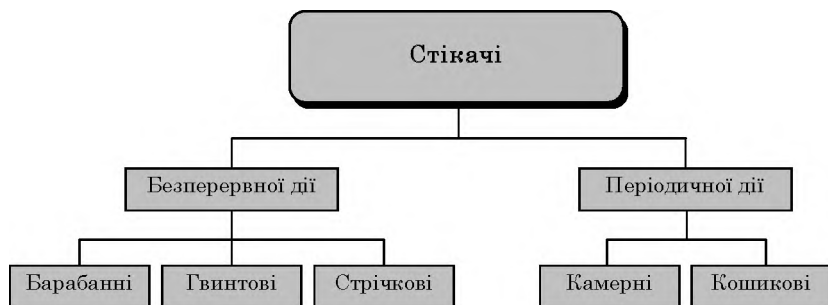 Стікачі
Безперервної дії
Періодичної дії
Барабанні
Гвинтові
Стрічкові
Камерні
Кошикові